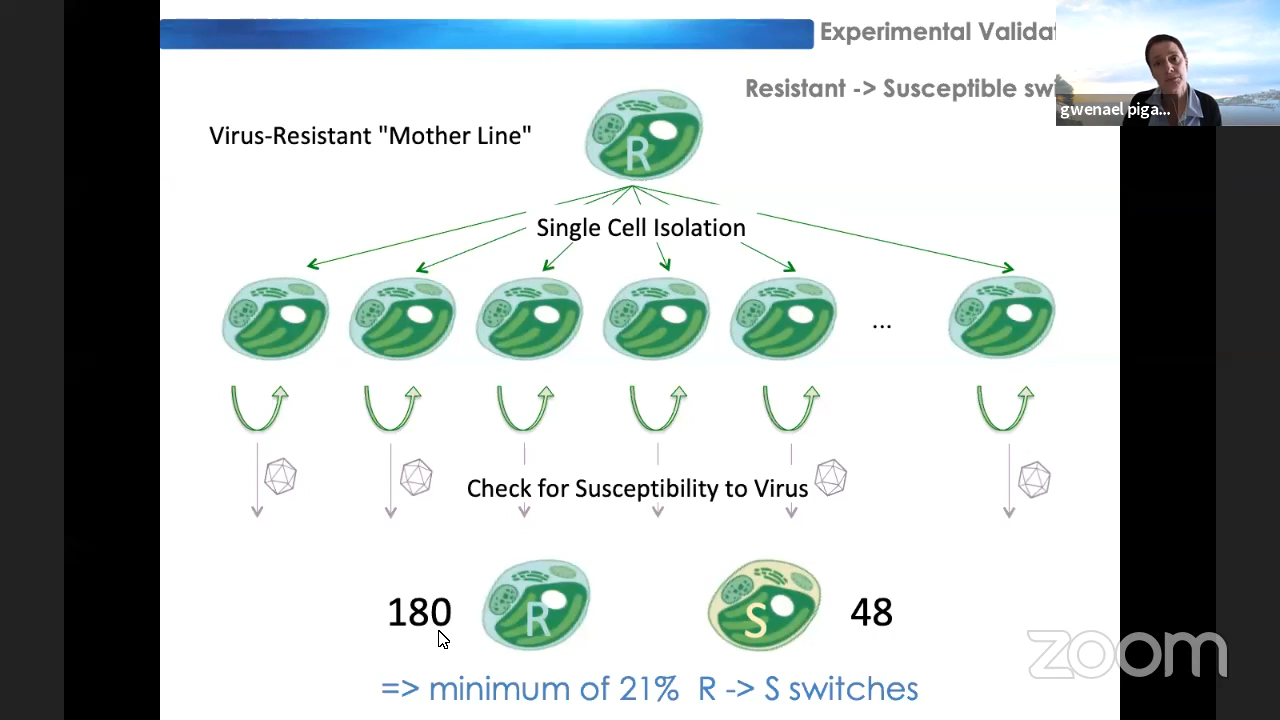 Experimental Validat
Resistant -> Susceptible sw
gwenael piga...
Virus-Resistant "Mother Line"
R
Single Cell Isolation
...
Check for Susceptibility to Virus
180
R
S
48
=> minimum of 21% R -> S switches
zoom